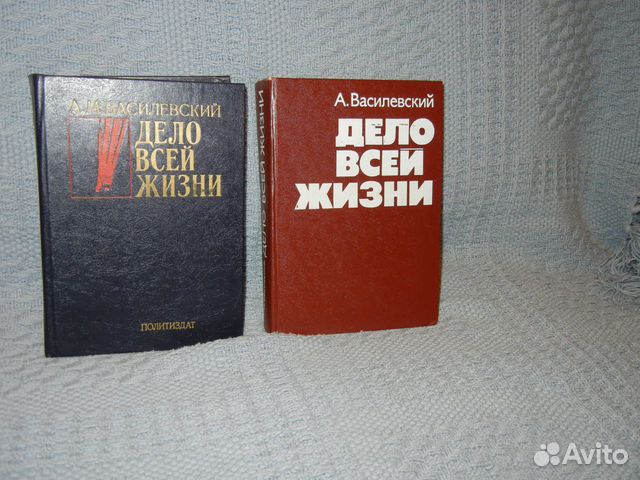 А.М. ВАСИЛЕВСКИЙ
ДЕЛО
ВСЕЙ
ЖИЗНИ
ПОЛИТИЗДАТ
ДЕЛО ВСЕЙ ЖИЗНИ
А. Василевский
ДЕЛО
ВСЕЙ
ЖИЗНИ
Avito